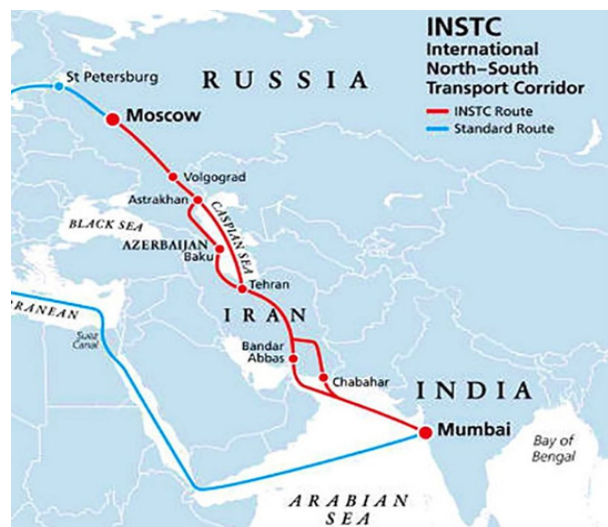 INSTC
International
North–South
Transport Corridor
INSTC Route
Standard Route
St Petersburg
RUSSIA
Moscow
Volgograd
Astrakhan
CASPIAN SEA
BLACK SEA
AZERBAIJAN
Baku
Tehran
RRANEAN
IRAN
Suez
Canal
Bandar
Abbas
Chabahar
INDIA
Mumbai
Bay of
Bengal
ARABIAN
SEA